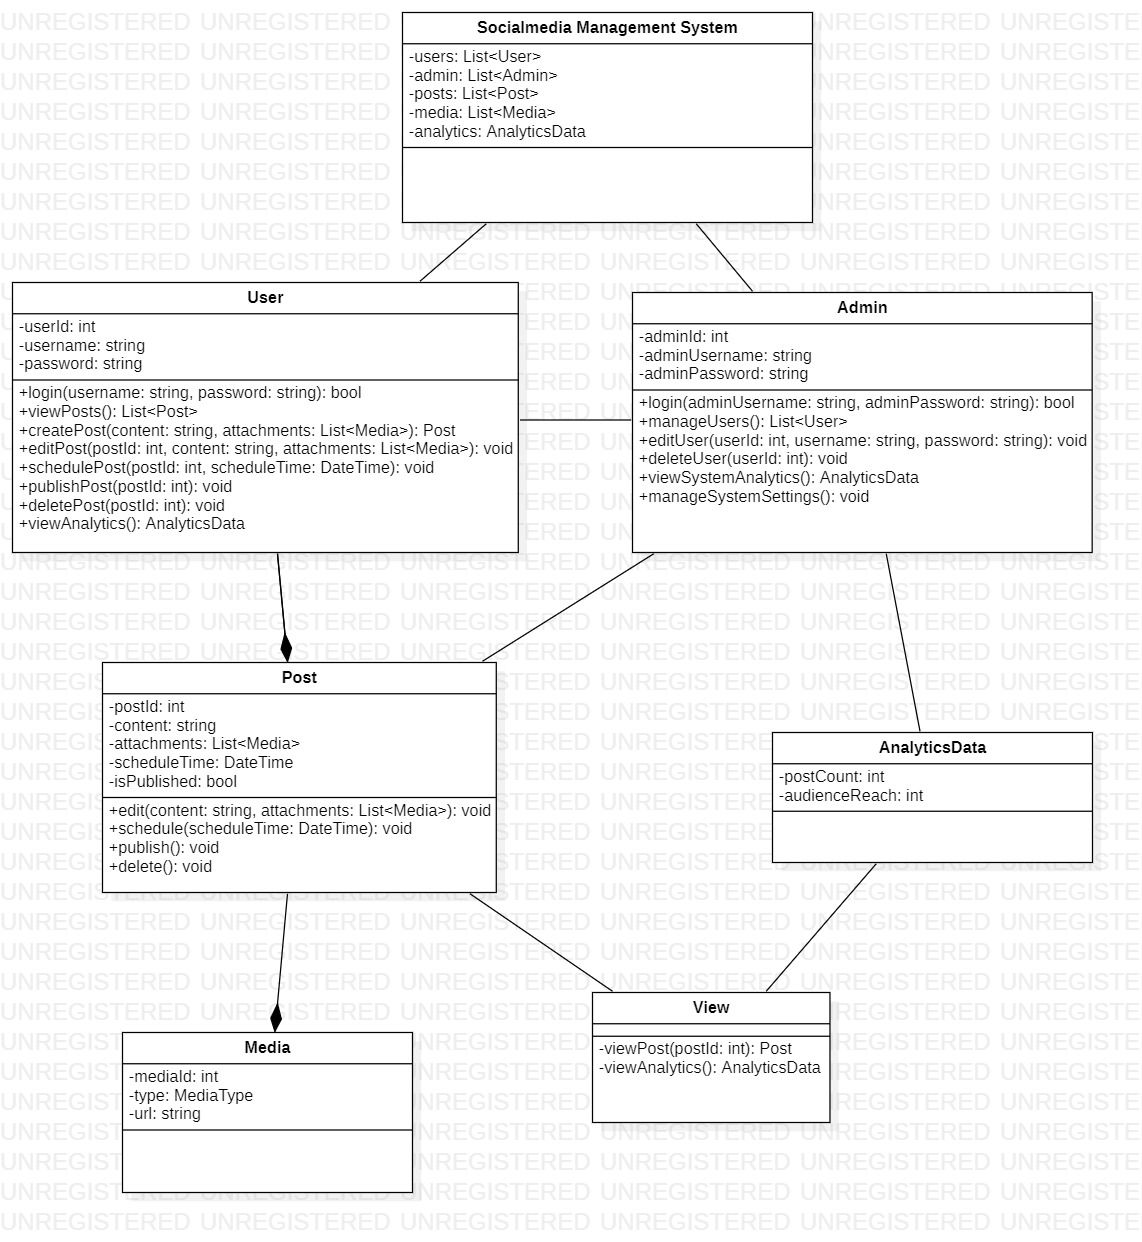 Socialmedia Management System
-users: List<User>
-admin: List<Admin>
-posts: List<Post>
-media: List<Media>
-analytics: AnalyticsData
User
-userId: int
-username: string
-password: string
+login(username: string, password: string): bool
+viewPosts(): List<Post>
+createPost(content: string, attachments: List<Media>): Post
+editPost(postId: int, content: string, attachments: List<Media>): void
+schedulePost(postId: int, scheduleTime: DateTime): void
+publishPost(postId: int): void
+deletePost(postId: int): void
+viewAnalytics(): AnalyticsData
Admin
-adminId: int
-adminUsername: string
-adminPassword: string
+login(adminUsername: string, adminPassword: string): bool
+manageUsers(): List<User>
+editUser(userId: int, username: string, password: string): void
+deleteUser(userId: int): void
+viewSystemAnalytics(): AnalyticsData
+manageSystemSettings(): void
Post
-postId: int
-content: string
-attachments: List<Media>
-scheduleTime: DateTime
-isPublished: bool
+edit(content: string, attachments: List<Media>): void
+schedule(scheduleTime: DateTime): void
+publish(): void
+delete(): void
AnalyticsData
-postCount: int
-audienceReach: int
Media
-mediaId: int
-type: MediaType
-url: string
View
-viewPost(postId: int): Post
-viewAnalytics(): AnalyticsData
UNREGISTERED